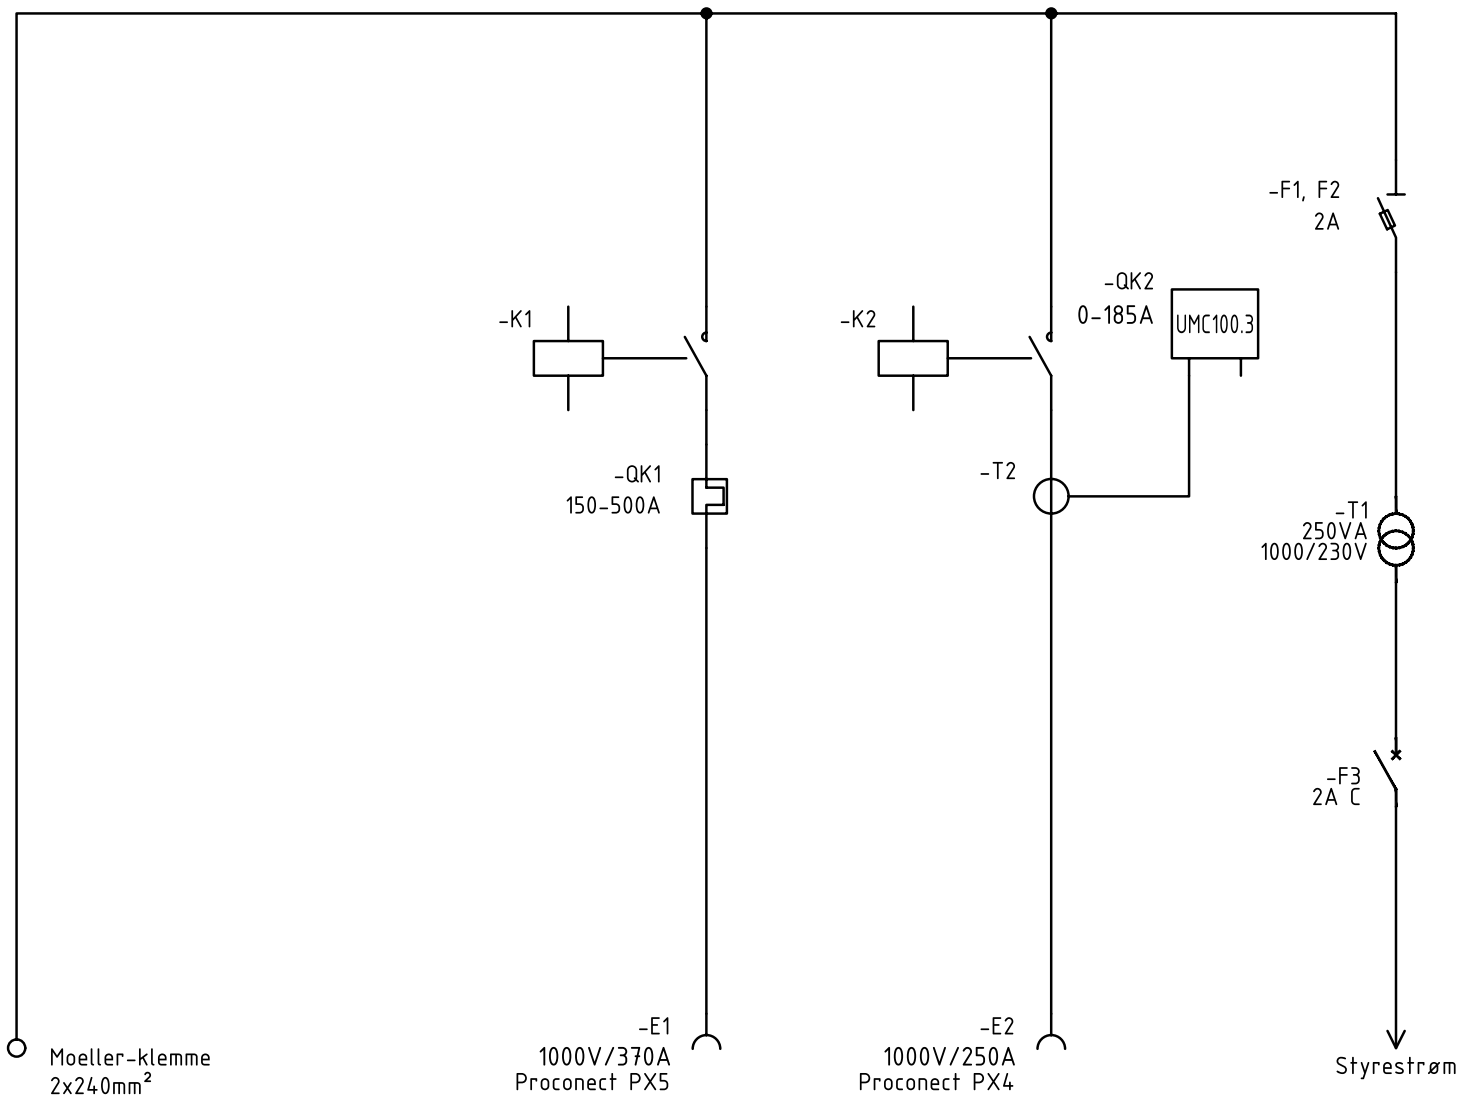 -F1, F2
2A
-QK2
0-185A
UMC100.3
-K1
-K2
-QK1
150-500A
-T2
-T1
250VA
1000/230V
-F3
2A C
-E1
1000V/370A
Proconect PX5
-E2
1000V/250A
Proconect PX4
Moeller-klemme
2x240mm²
Styrestrøm